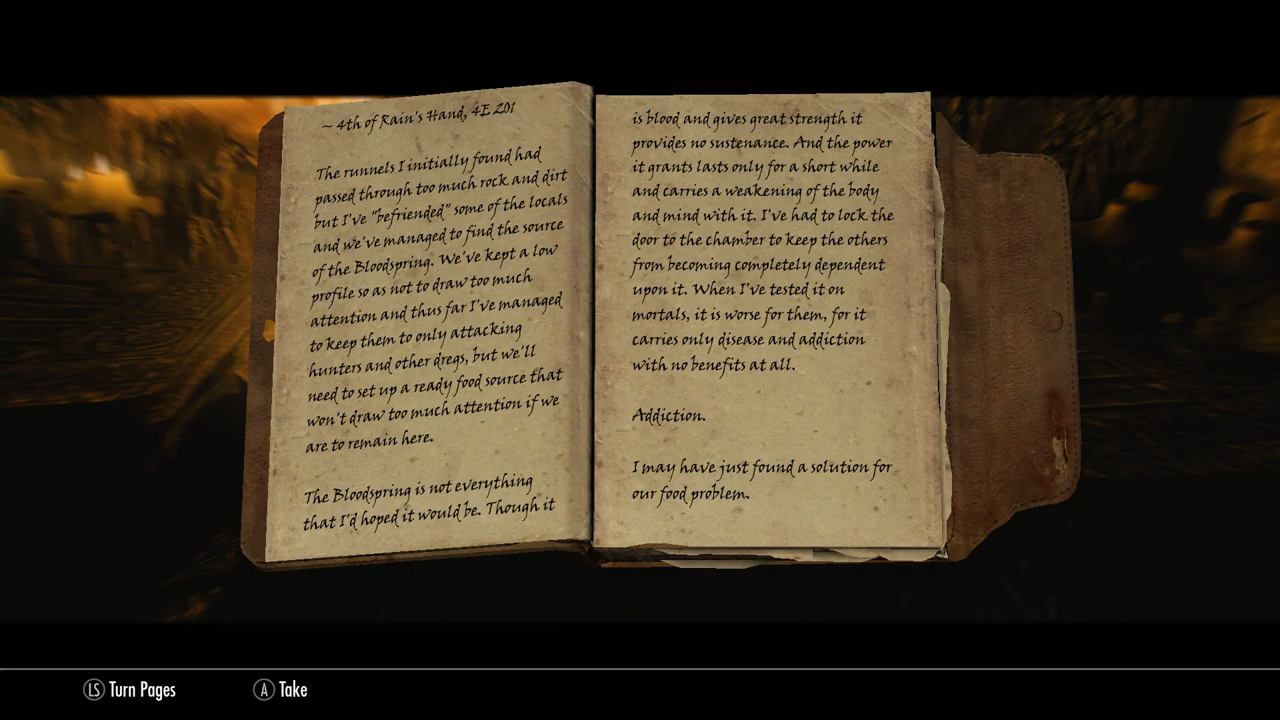 ~ 4th of Rain's Hand, 4E 201
The runnels I initially found had
passed through too much rock and dirt
but I've "befriended" some of the locals
and we've managed to find the source
of the Bloodspring. We've kept a low
profile so as not to draw too much
attention and thus far I've managed
to keep them to only attacking
hunters and other dregs, but we'll
need to set up a ready food source that
won't draw too much attention if we
are to remain here.
The Bloodspring is not everything
that I'd hoped it would be. Though it
is blood and gives great strength it
provides no sustenance. And the power
it grants lasts only for a short while
and carries a weakening of the body
and mind with it. I've had to lock the
door to the chamber to keep the others
from becoming completely dependent
upon it. When I've tested it on
mortals, it is worse for them, for it
carries only disease and addiction
with no benefits at all.
Addiction.
I may have just found a solution for
our food problem.
LS Turn Pages
A Take